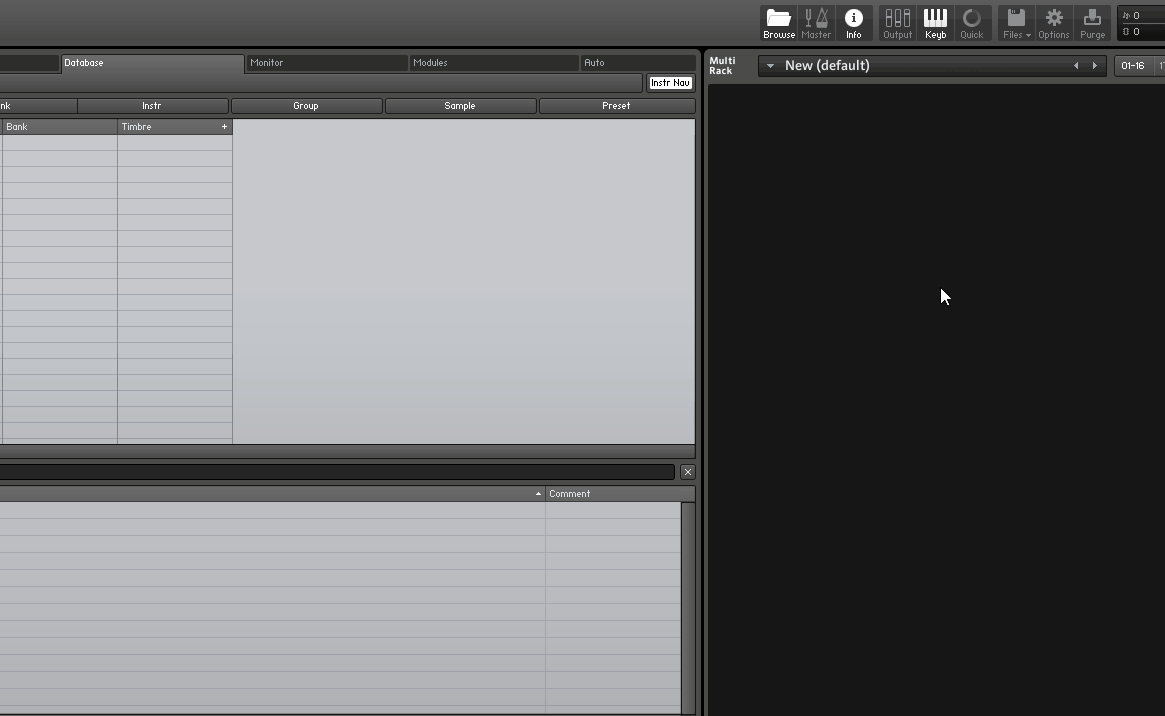 Browse Master Info Output Keyb Quick Files Options Purge 0
0
Database Monitor Modules Auto
Multi
Rack
New (default) 01-16
Instr Nav
nk Instr Group Sample Preset
Bank Timbre +
Comment